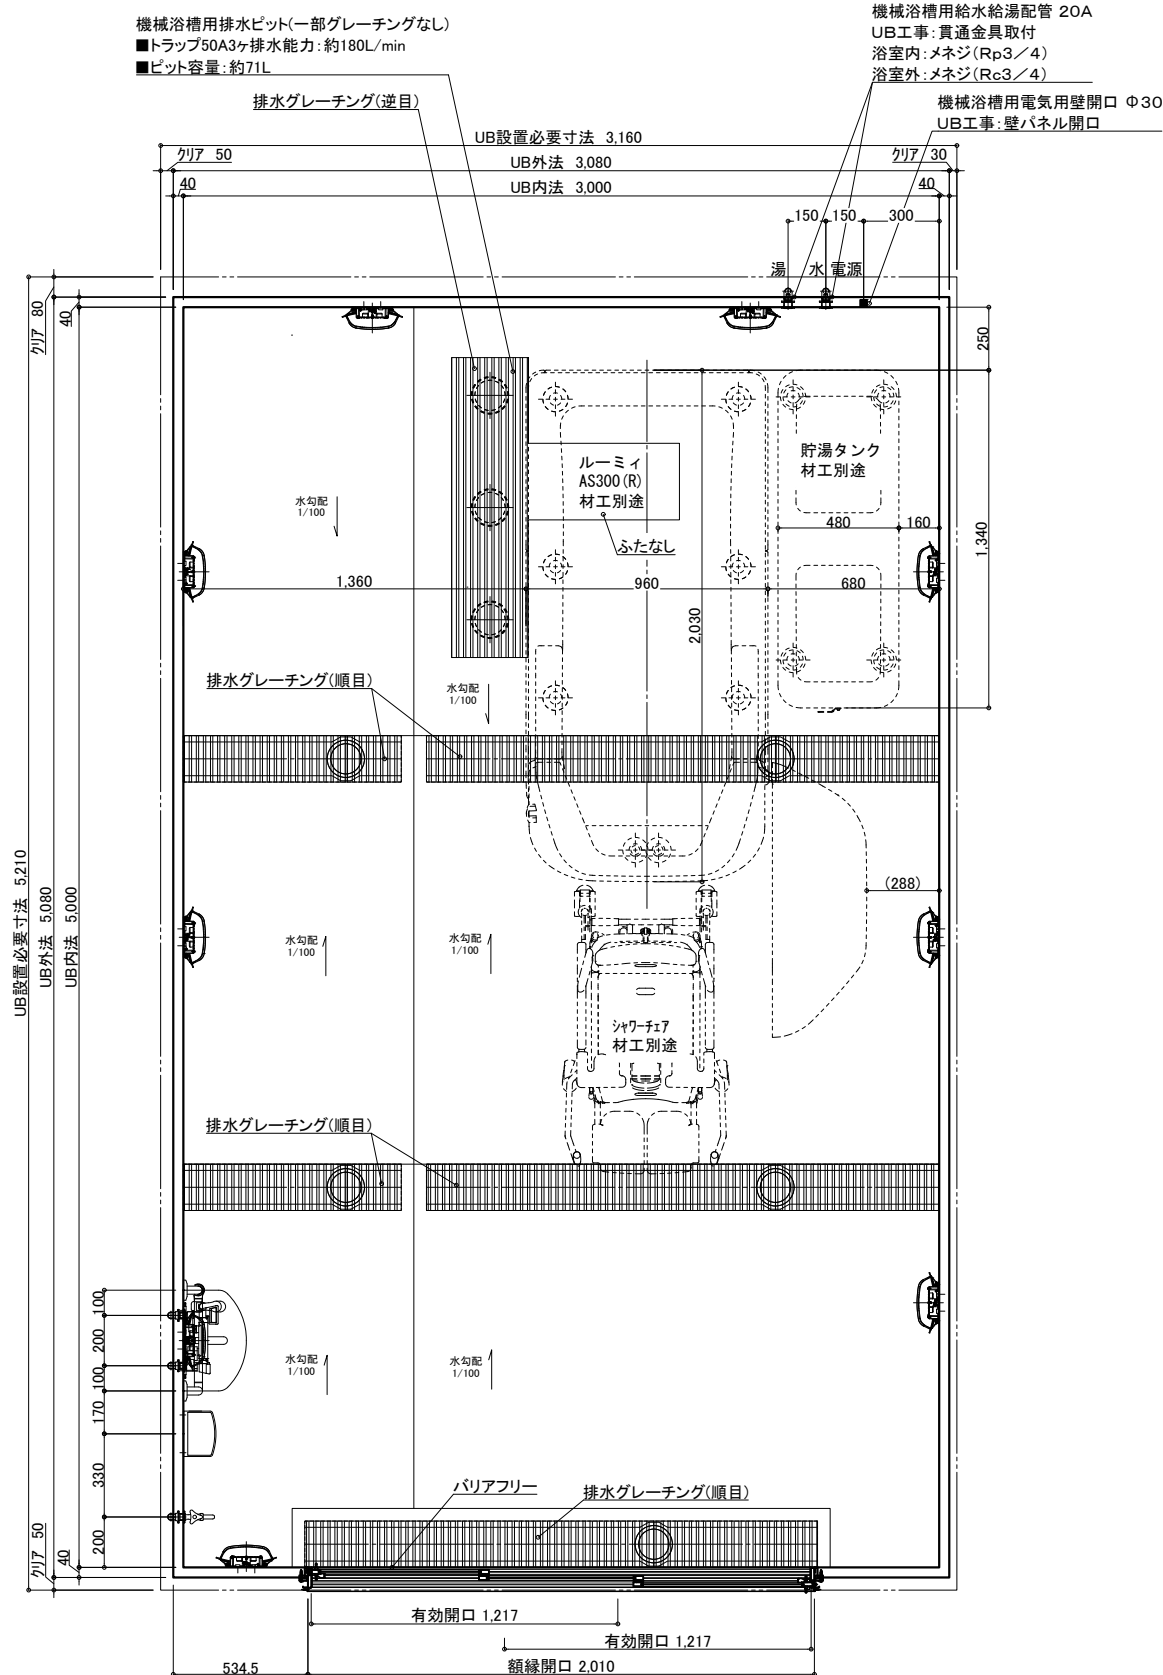 機械浴槽用排水ピット(一部グレーチングなし)
■トラップ50A3ヶ排水能力:約180L/min
■ピット容量:約71L
排水グレーチング(逆目)
機械浴槽用給水給湯配管 20A
UB工事:貫通金具取付
浴室内:メネジ(Rp3/4)
浴室外:メネジ(Rc3/4)
機械浴槽用電気用壁開口 Φ30
UB工事:壁パネル開口
UB設置必要寸法 3,160
クリア 50
UB外法 3,080
クリア 30
40
UB内法 3,000
40
150
150
300
湯
水
電源
クリア 80
40
250
ルーミィ
AS300(R)
材工別途
貯湯タンク
材工別途
水勾配
1/100
480
160
ふたなし
1,340
1,360
960
680
2,030
排水グレーチング(順目)
水勾配
1/100
UB設置必要寸法 5,210
UB外法 5,080
UB内法 5,000
(288)
水勾配
1/100
水勾配
1/100
シャワーチェア
材工別途
排水グレーチング(順目)
100
200
100
170
330
200
水勾配
1/100
水勾配
1/100
バリアフリー
排水グレーチング(順目)
クリア 50
40
有効開口 1,217
有効開口 1,217
534.5
額縁開口 2,010